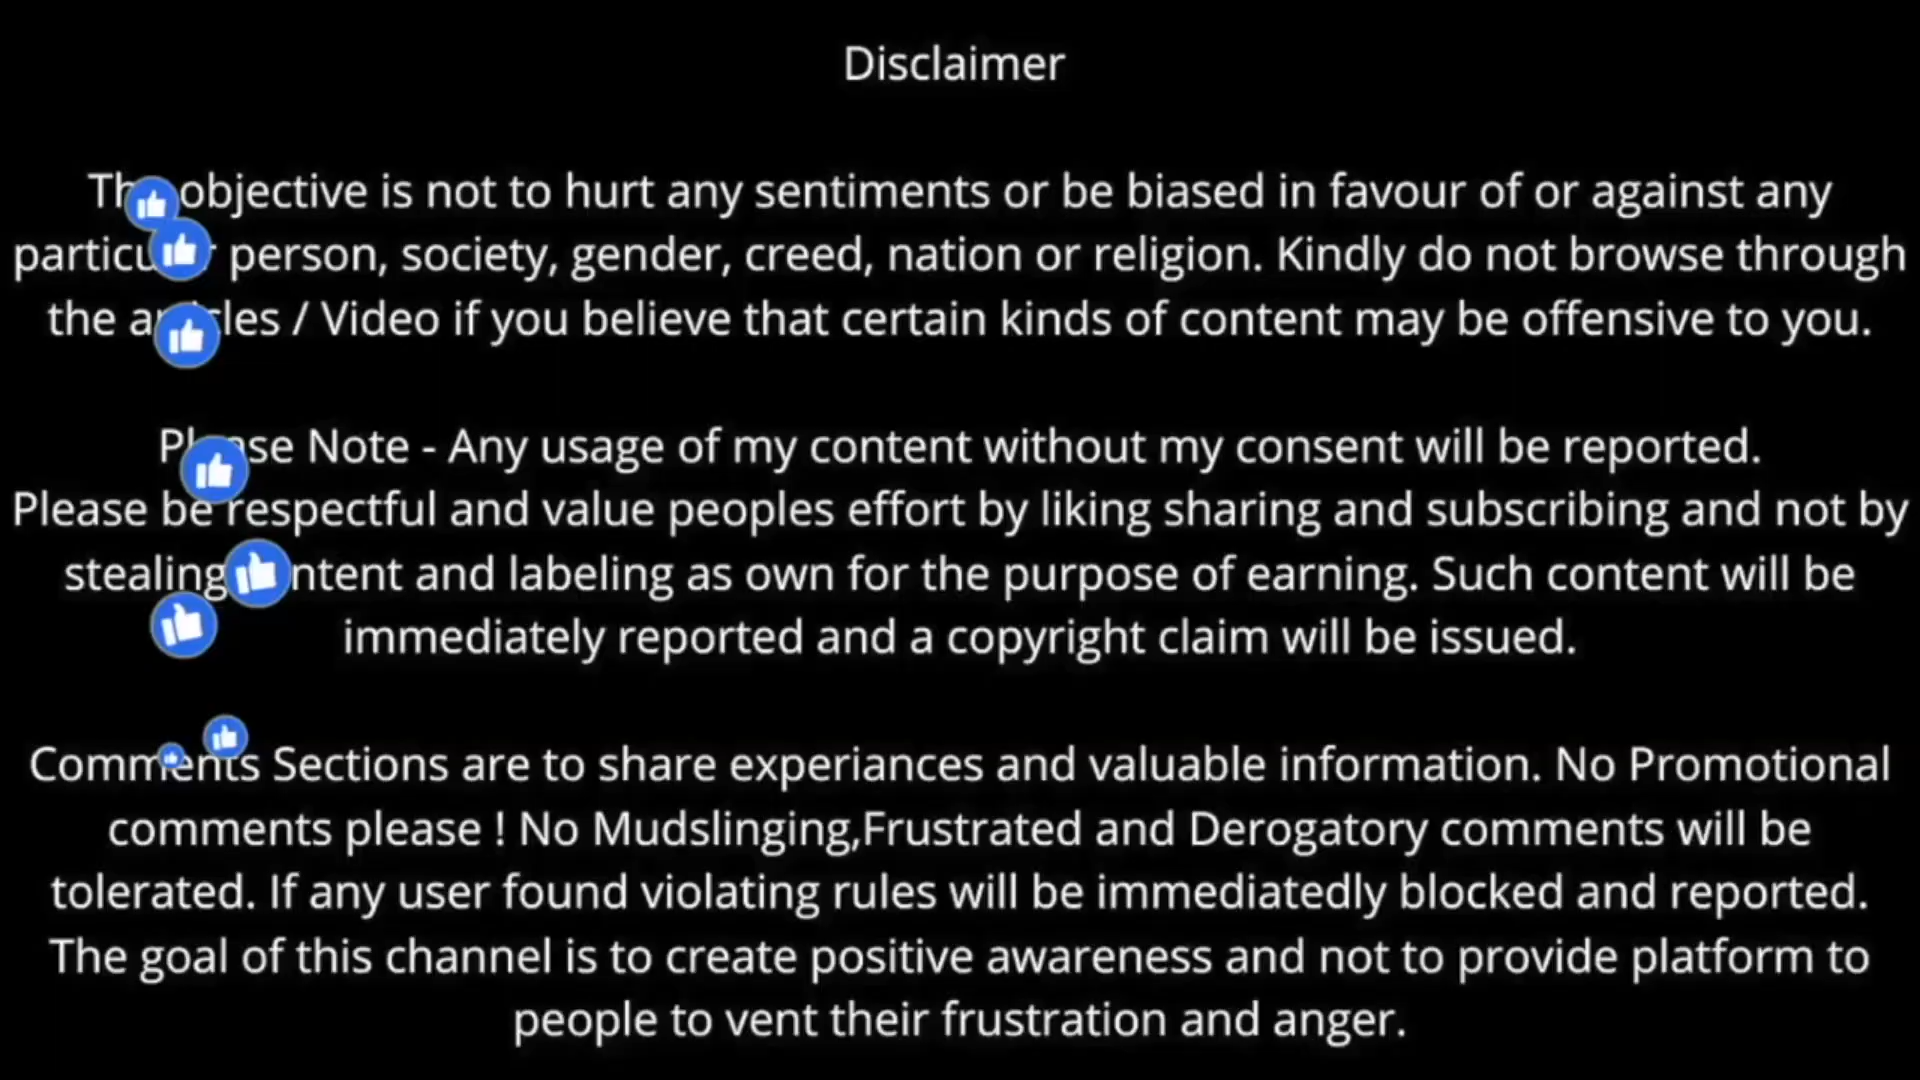 Disclaimer
The objective is not to hurt any sentiments or be biased in favour of or against any
particular person, society, gender, creed, nation or religion. Kindly do not browse through
the articles / Video if you believe that certain kinds of content may be offensive to you.
Please Note - Any usage of my content without my consent will be reported.
Please be respectful and value peoples effort by liking sharing and subscribing and not by
stealing content and labeling as own for the purpose of earning. Such content will be
immediately reported and a copyright claim will be issued.
Comments Sections are to share experiances and valuable information. No Promotional
comments please ! No Mudslinging,Frustrated and Derogatory comments will be
tolerated. If any user found violating rules will be immediatedly blocked and reported.
The goal of this channel is to create positive awareness and not to provide platform to
people to vent their frustration and anger.